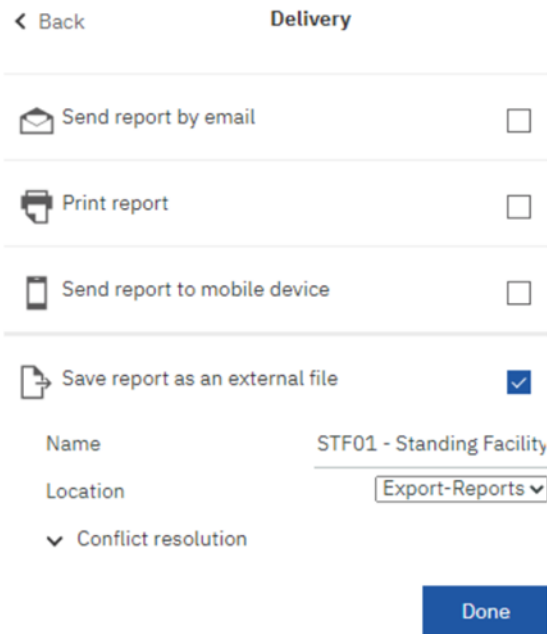 Back
Delivery
Send report by email
Print report
Send report to mobile device
Save report as an external file
Name STF01 - Standing Facility
Location Export-Reports
Conflict resolution
Done